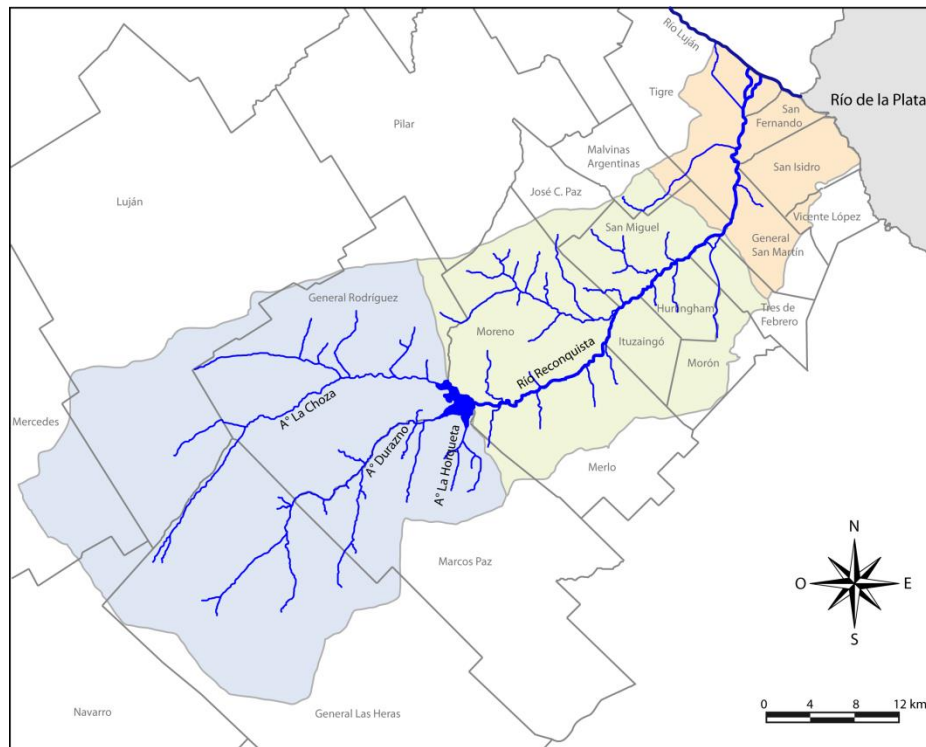 Río Luján
Tigre
Río de la Plata
San
Fernando
Pilar
Malvinas
Argentinas
San Isidro
José C. Paz
Luján
Vicente López
San Miguel
General
San Martín
General Rodríguez
Hurlingham
Tres de
Febrero
Moreno
Ituzaingó
Río Reconquista
Morón
A° La Choza
Mercedes
A° Durazno
A° La Horqueta
Merlo
Marcos Paz
N
O
E
S
Navarro
General Las Heras
0 4 8 12 km